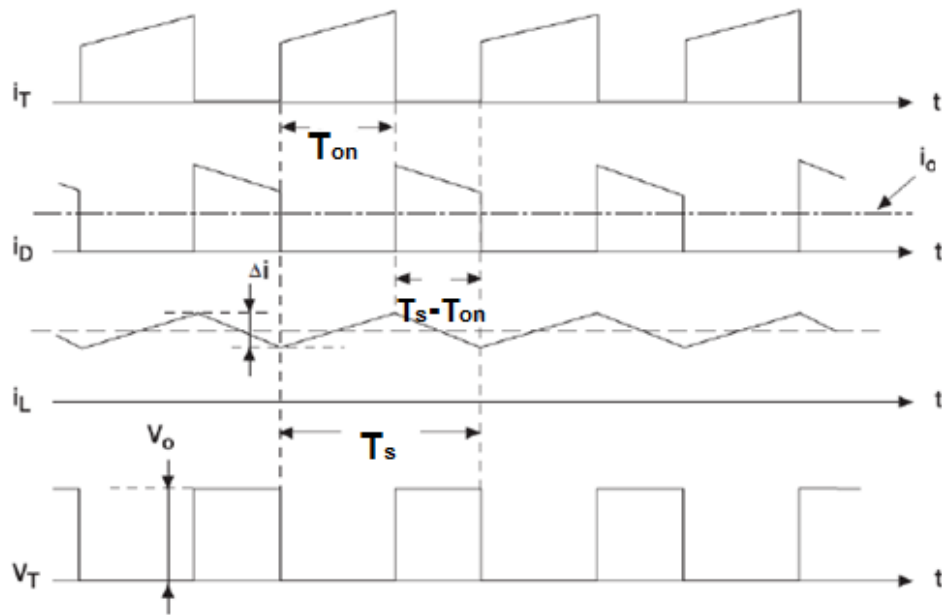 i_T
t
T_on
i_o
i_D
t
Δi
T_s-T_on
i_L
t
V_o
T_s
V_T
t